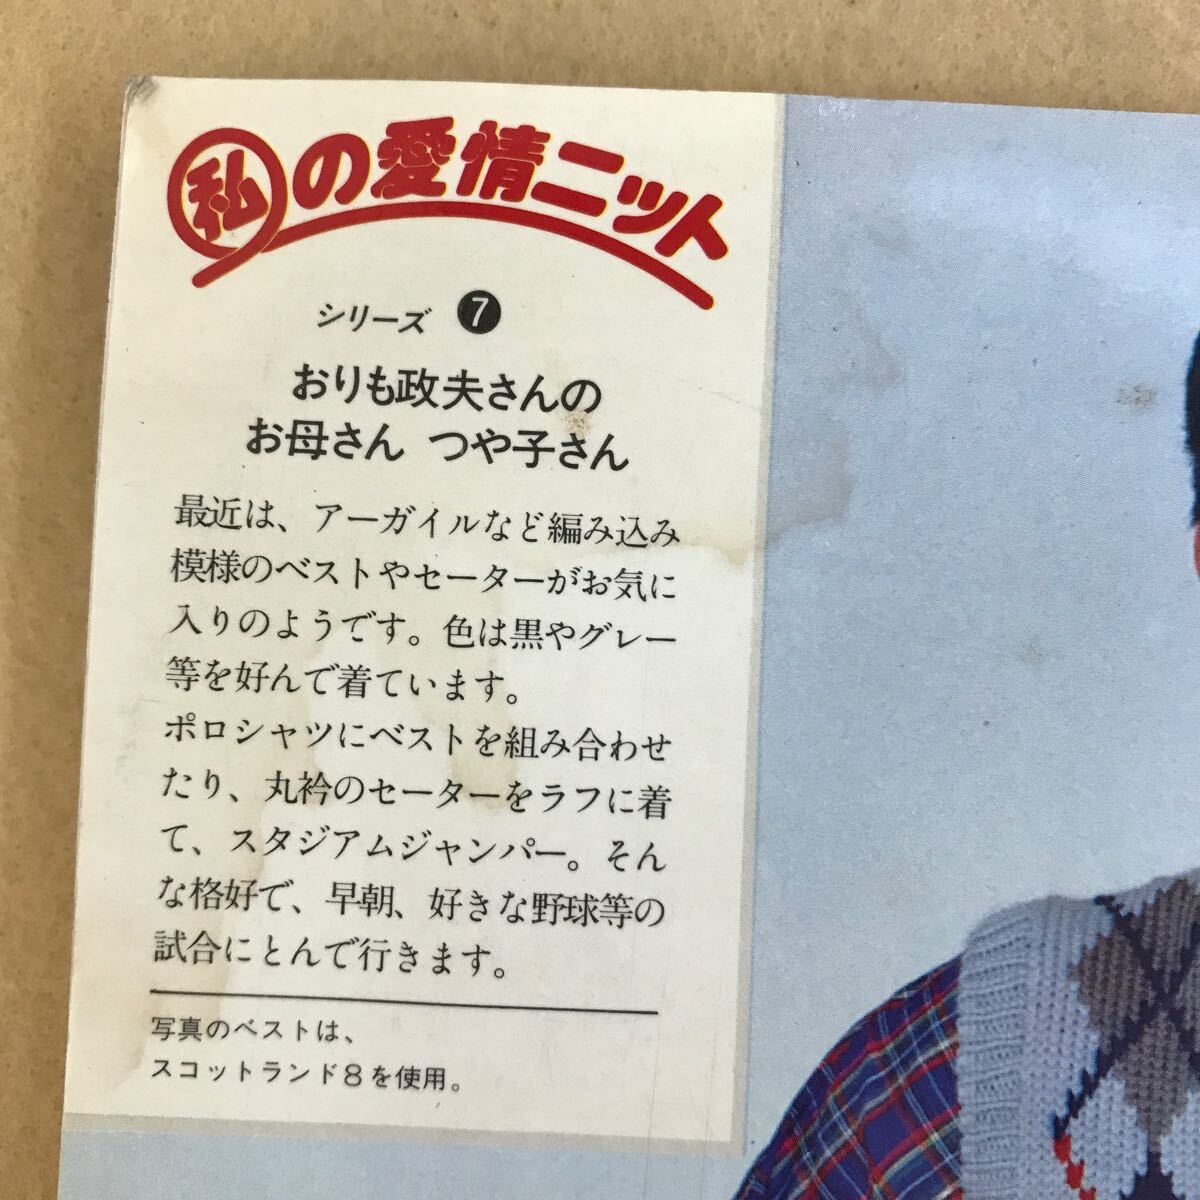 私の愛情ニット
シリーズ 7
おりも政夫さんの
お母さん つや子さん
最近は、アーガイルなど編み込み
模様のベストやセーターがお気に
入りのようです。色は黒やグレー
等を好んで着ています。
ポロシャツにベストを組み合わせ
たり、丸衿のセーターをラフに着
て、スタジアムジャンパー。そん
な格好で、早朝、好きな野球等の
試合にとんで行きます。
写真のベストは、
スコットランド8を使用。